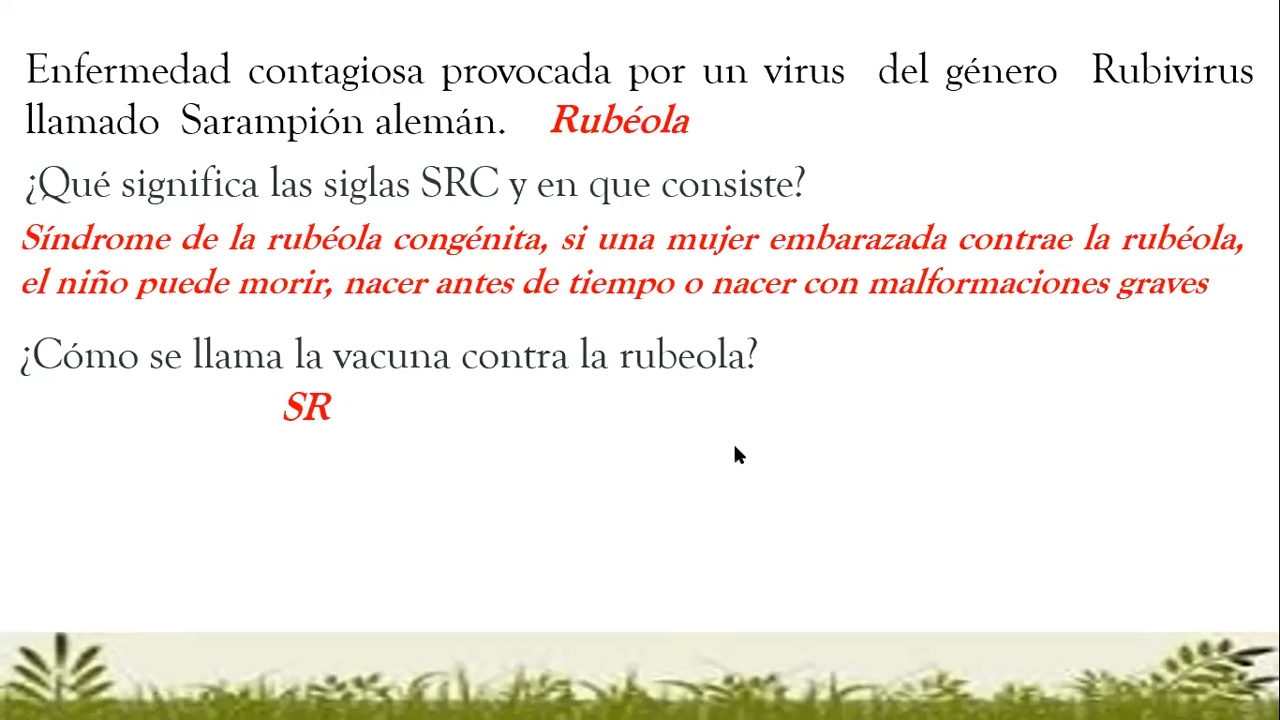 Enfermedad contagiosa provocada por un virus del género Rubivirus
llamado Sarampión alemán. Rubéola
¿Qué significa las siglas SRC y en que consiste?
Síndrome de la rubéola congénita, si una mujer embarazada contrae la rubéola,
el niño puede morir, nacer antes de tiempo o nacer con malformaciones graves
¿Cómo se llama la vacuna contra la rubeola?
SR